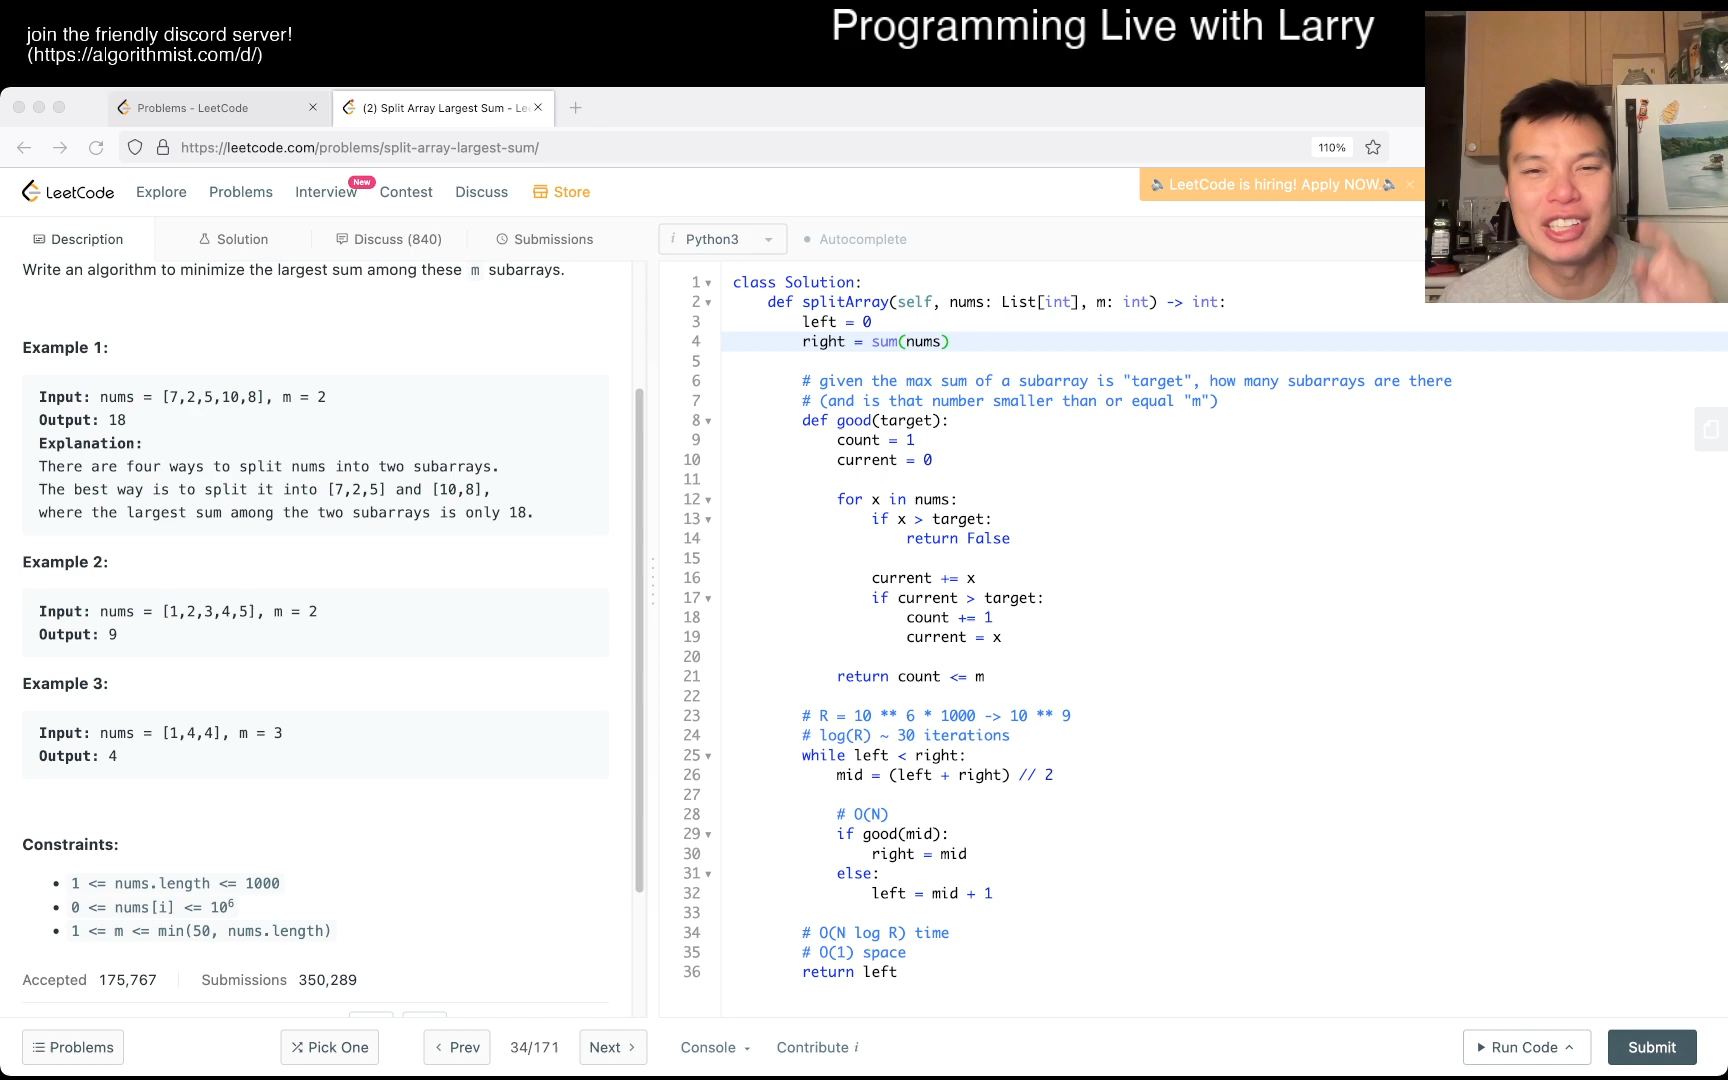 join the friendly discord server!
(https://algorithmist.com/d/)
Programming Live with Larry
Problems - LeetCode
(2) Split Array Largest Sum - Le
https://leetcode.com/problems/split-array-largest-sum/
110%
LeetCode
Explore
Problems
Interview
New
Contest
Discuss
Store
LeetCode is hiring! Apply NOW.
Description
Solution
Discuss (840)
Submissions
i Python3
Autocomplete
Write an algorithm to minimize the largest sum among these m subarrays.
Example 1:
Input: nums = [7,2,5,10,8], m = 2
Output: 18
Explanation:
There are four ways to split nums into two subarrays.
The best way is to split it into [7,2,5] and [10,8],
where the largest sum among the two subarrays is only 18.
Example 2:
Input: nums = [1,2,3,4,5], m = 2
Output: 9
Example 3:
Input: nums = [1,4,4], m = 3
Output: 4
Constraints:
• 1 <= nums.length <= 1000
• 0 <= nums[i] <= 10⁶
• 1 <= m <= min(50, nums.length)
Accepted 175,767
Submissions 350,289
1 class Solution:
2     def splitArray(self, nums: List[int], m: int) -> int:
3         left = 0
4         right = sum(nums)
5
6         # given the max sum of a subarray is "target", how many subarrays are there
7         # (and is that number smaller than or equal "m")
8         def good(target):
9             count = 1
10             current = 0
11
12             for x in nums:
13                 if x > target:
14                     return False
15
16                 current += x
17                 if current > target:
18                     count += 1
19                     current = x
20
21             return count <= m
22
23         # R = 10 ** 6 * 1000 -> 10 ** 9
24         # log(R) ~ 30 iterations
25         while left < right:
26             mid = (left + right) // 2
27
28             # O(N)
29             if good(mid):
30                 right = mid
31             else:
32                 left = mid + 1
33
34         # O(N log R) time
35         # O(1) space
36         return left
Problems
Pick One
Prev
34/171
Next
Console
Contribute i
Run Code
Submit